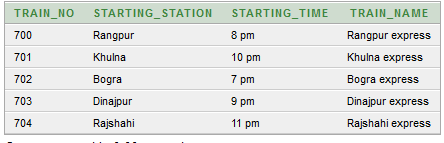 TRAIN_NO STARTING_STATION STARTING_TIME TRAIN_NAME
700 Rangpur 8 pm Rangpur express
701 Khulna 10 pm Khulna express
702 Bogra 7 pm Bogra express
703 Dinajpur 9 pm Dinajpur express
704 Rajshahi 11 pm Rajshahi express